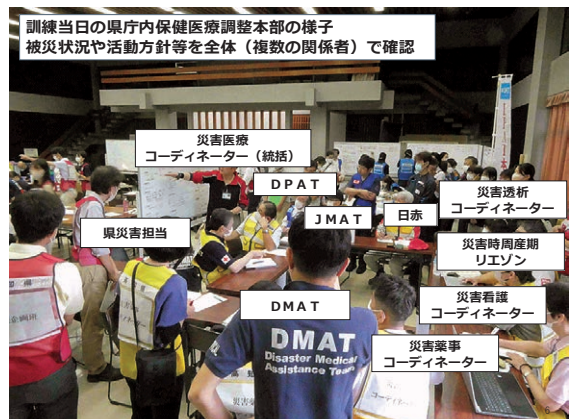 訓練当日の県庁内保健医療調整本部の様子
被災状況や活動方針等を全体（複数の関係者）で確認
災害医療
コーディネーター（統括）
ＤＰＡＴ
ＪＭＡＴ
日赤
災害透析
コーディネーター
県災害担当
災害時周産期
リエゾン
ＤＭＡＴ
災害看護
コーディネーター
災害薬事
コーディネーター
DMAT
Disaster Medical
Assistance Team